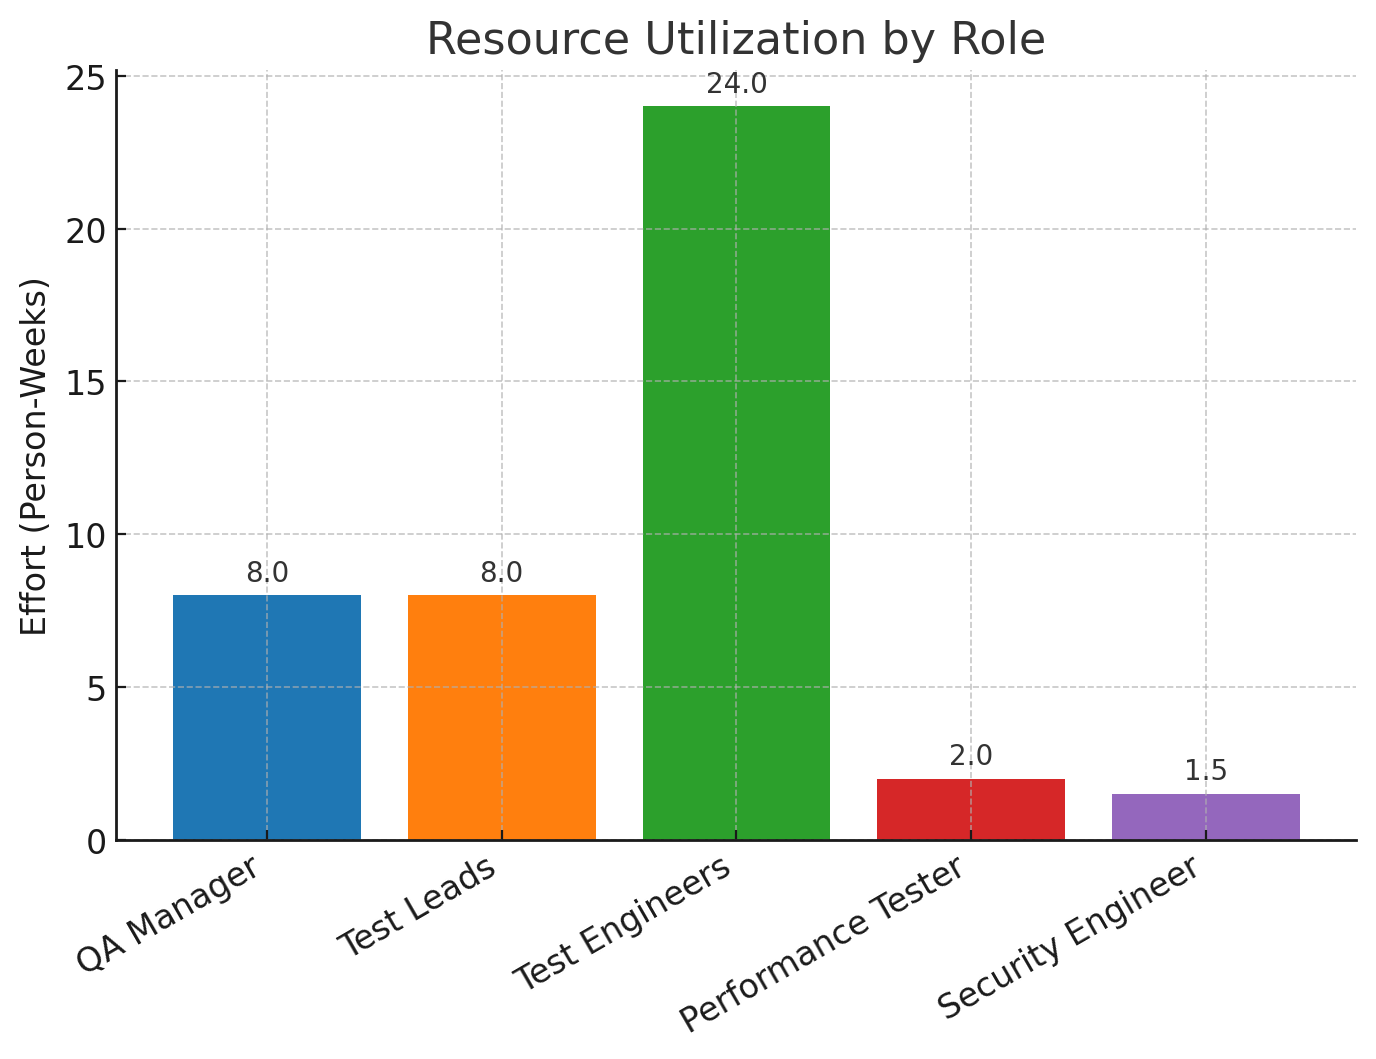 Resource Utilization by Role
Effort (Person-Weeks)
25
20
15
10
5
0
8.0
8.0
24.0
2.0
1.5
QA Manager
Test Leads
Test Engineers
Performance Tester
Security Engineer